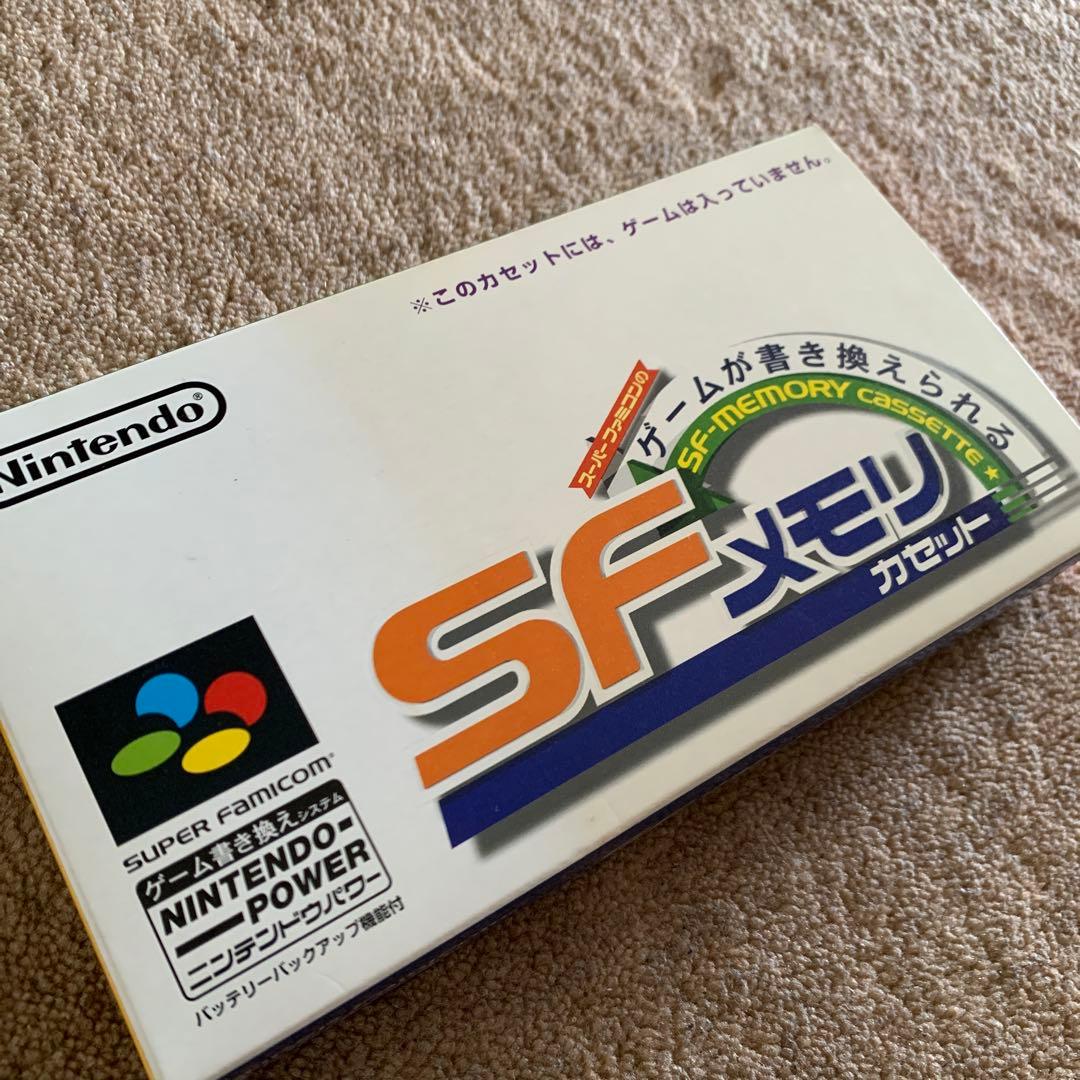 ※このカセットには、ゲームは入っていません。
Nintendo®
スーパーファミコンの
ゲームが書き換えられる
SF-MEMORY CASSETTE★
SFメモリ
カセット
SUPER FAMICOM
ゲーム書き換えシステム
NINTENDO-
POWER
ニンテンドウパワー
バッテリーバックアップ機能付